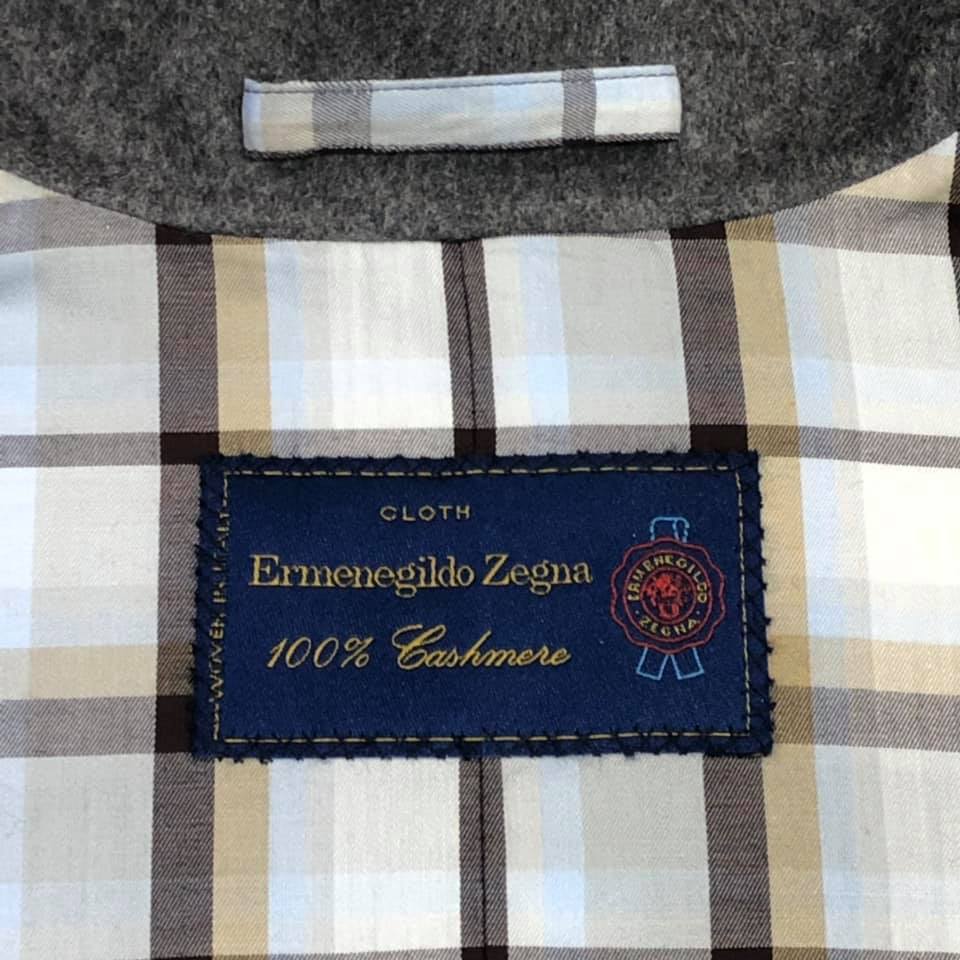 CLOTH
Ermenegildo Zegna
100% Cashmere
ERMENEGILDO
· ZEGNA ·
WOVEN IN ITALY